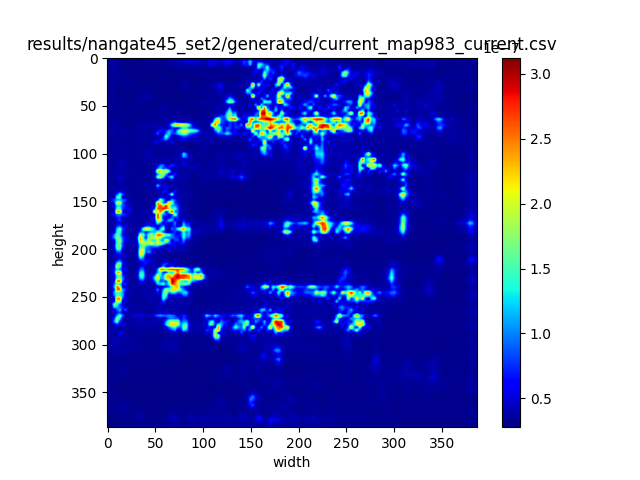 results/nangate45_set2/generated/current_map983_current.csv
1e−7
0
50
100
150
200
250
300
350
height
0 50 100 150 200 250 300 350
width
3.0
2.5
2.0
1.5
1.0
0.5